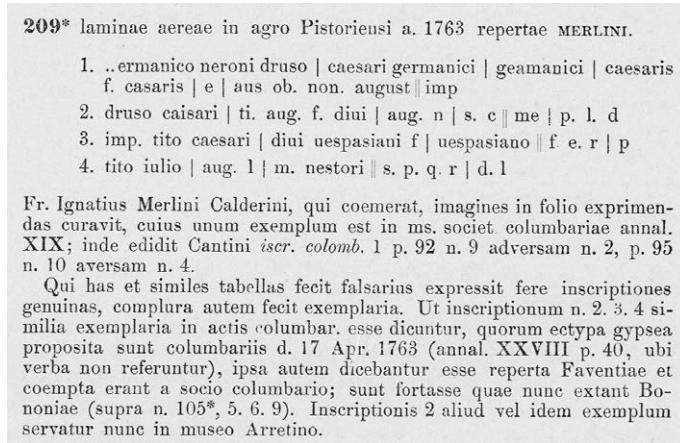 209* laminae aereae in agro Pistoriensi a. 1763 repertae MERLINI.
1. ..ermanico neroni druso | caesari germanici | geamanici | caesaris
f. casaris | e | aus ob. non. august || imp
2. druso caisari | ti. aug. f. diui | aug. n | s. c || me | p. l. d
3. imp. tito caesari | diui uespasiani f | uespasiano || f. e. r | p
4. tito iulio | aug. l | m. nestori || s. p. q. r | d. l
Fr. Ignatius Merlini Calderini, qui coemerat, imagines in folio exprimen-
das curavit, cuius unum exemplum est in ms. societ. columbariae annal.
XIX; inde edidit Cantini iscr. colomb. 1 p. 92 n. 9 adversam n. 2, p. 95
n. 10 aversam n. 4.
Qui has et similes tabellas fecit falsarius expressit fere inscriptiones
genuinas, complura autem fecit exemplaria. Ut inscriptionum n. 2. 3. 4 si-
milia exemplaria in actis columbar. esse dicuntur, quorum ectypa gypsea
proposita sunt columbariis d. 17 Apr. 1763 (annal. XXVIII p. 40, ubi
verba non referuntur), ipsa autem dicebantur esse reperta Faventiae et
coempta erant a socio columbario; sunt fortasse quae nunc extant Bo-
noniae (supra n. 105*, 5. 6. 9). Inscriptionis 2 aliud vel idem exemplum
servatur nunc in museo Arretino.